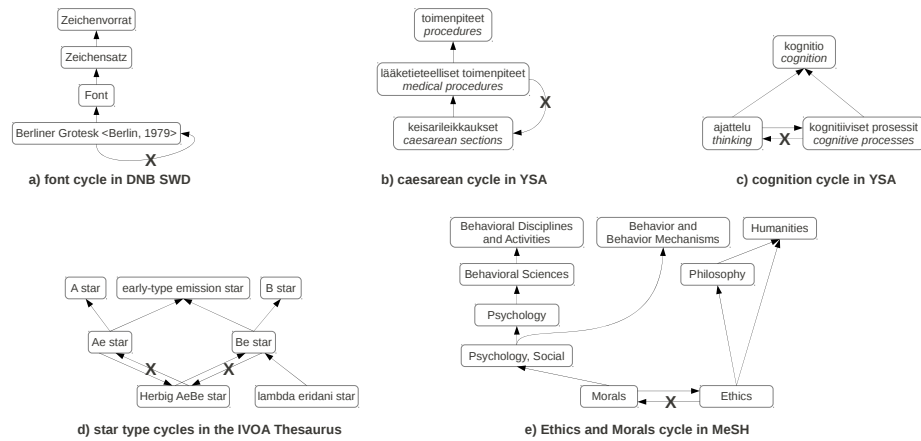 Zeichenvorrat
Zeichensatz
Font
Berliner Grotesk <Berlin, 1979>
X
a) font cycle in DNB SWD
toimenpiteet
procedures
lääketieteelliset toimenpiteet
medical procedures
X
keisarileikkaukset
caesarean sections
b) caesarean cycle in YSA
kognitio
cognition
ajattelu
thinking
X
kognitiiviset prosessit
cognitive processes
c) cognition cycle in YSA
A star
early-type emission star
B star
Ae star
Be star
X
X
Herbig AeBe star
lambda eridani star
d) star type cycles in the IVOA Thesaurus
Behavioral Disciplines
and Activities
Behavior and
Behavior Mechanisms
Humanities
Behavioral Sciences
Philosophy
Psychology
Psychology, Social
Morals
X
Ethics
e) Ethics and Morals cycle in MeSH